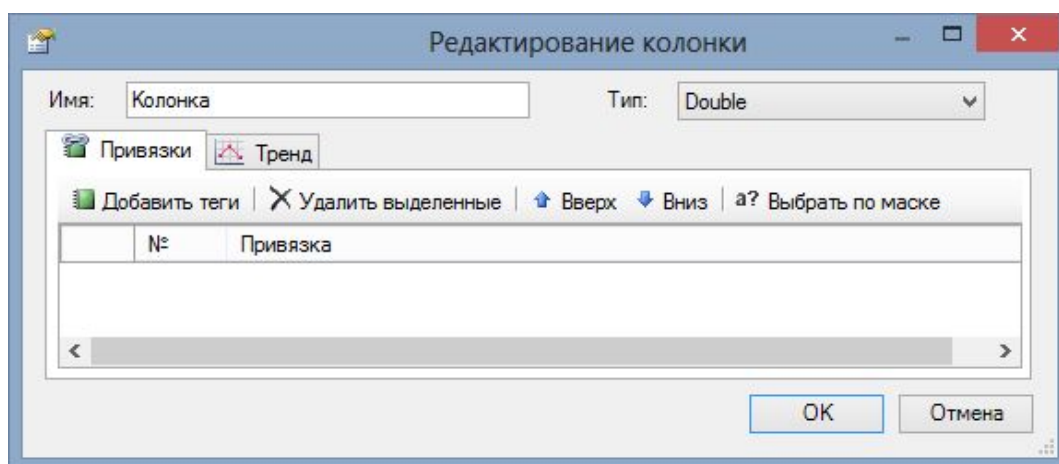 Редактирование колонки
Имя: Колонка Тип: Double
Привязки Тренд
Добавить теги Удалить выделенные Вверх Вниз a? Выбрать по маске
№ Привязка
OK Отмена